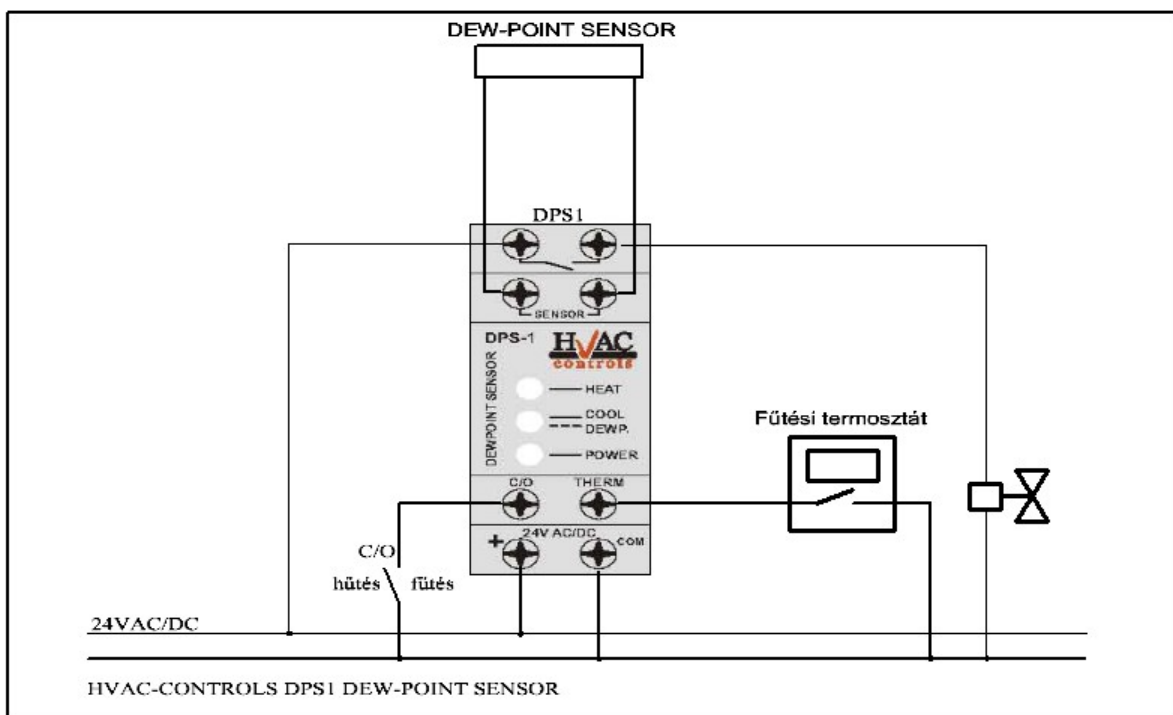 DEW-POINT SENSOR
DPS1
SENSOR
DPS-1
HVAC
controls
DEWPOINT SENSOR
HEAT
COOL
DEWP.
POWER
Fűtési termosztát
C/O THERM
+ 24V AC/DC COM
C/O
hűtés fűtés
24VAC/DC
HVAC-CONTROLS DPS1 DEW-POINT SENSOR